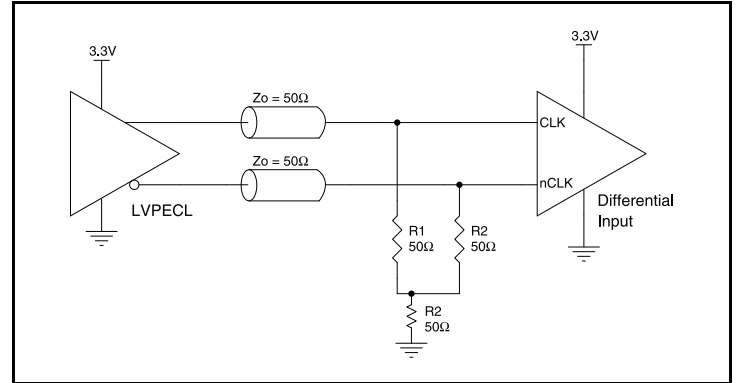 3.3V
3.3V
Zo = 50Ω
CLK
Zo = 50Ω
nCLK
LVPECL
Differential
Input
R1
50Ω
R2
50Ω
R2
50Ω